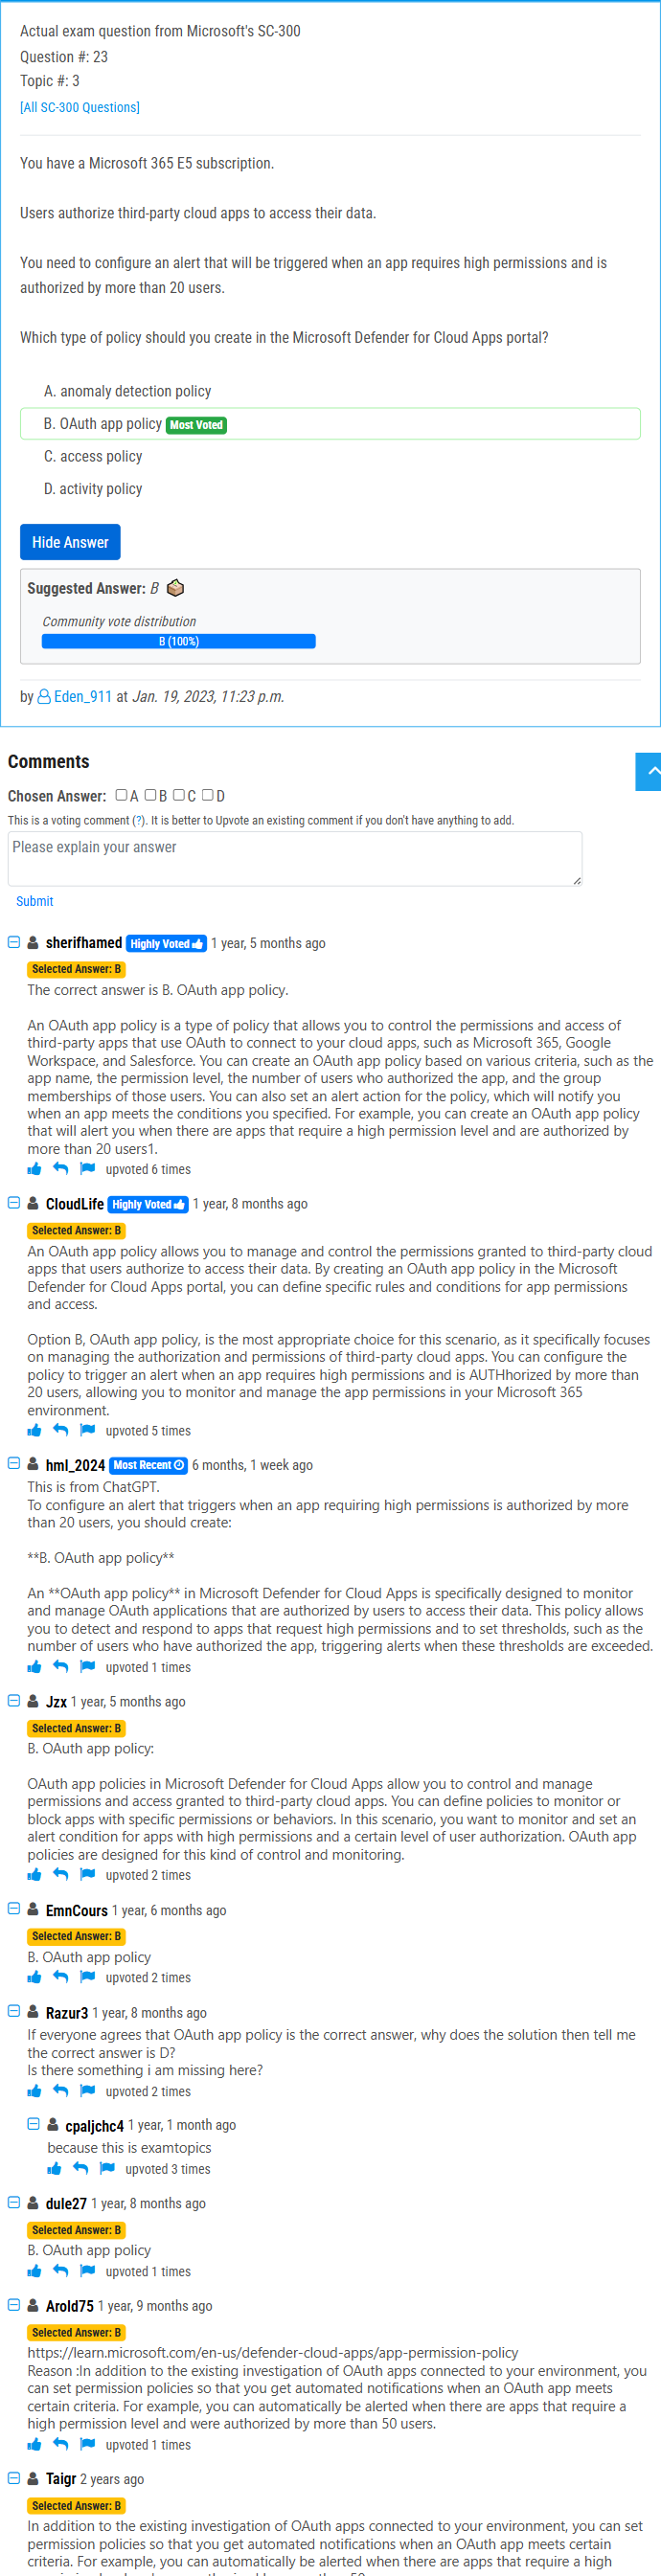 Actual exam question from Microsoft's SC-300
Question #: 23
Topic #: 3
[All SC-300 Questions]
You have a Microsoft 365 E5 subscription.
Users authorize third-party cloud apps to access their data.
You need to configure an alert that will be triggered when an app requires high permissions and is
authorized by more than 20 users.
Which type of policy should you create in the Microsoft Defender for Cloud Apps portal?
A. anomaly detection policy
B. OAuth app policy Most Voted
C. access policy
D. activity policy
Hide Answer
Suggested Answer: B
Community vote distribution
B (100%)
by Eden_911 at Jan. 19, 2023, 11:23 p.m.
Comments
Chosen Answer: A B C D
This is a voting comment (?). It is better to Upvote an existing comment if you don't have anything to add.
Please explain your answer
Submit
sherifhamed Highly Voted 1 year, 5 months ago
Selected Answer: B
The correct answer is B. OAuth app policy.
An OAuth app policy is a type of policy that allows you to control the permissions and access of
third-party apps that use OAuth to connect to your cloud apps, such as Microsoft 365, Google
Workspace, and Salesforce. You can create an OAuth app policy based on various criteria, such as the
app name, the permission level, the number of users who authorized the app, and the group
memberships of those users. You can also set an alert action for the policy, which will notify you
when an app meets the conditions you specified. For example, you can create an OAuth app policy
that will alert you when there are apps that require a high permission level and are authorized by
more than 20 users1.
upvoted 6 times
CloudLife Highly Voted 1 year, 8 months ago
Selected Answer: B
An OAuth app policy allows you to manage and control the permissions granted to third-party cloud
apps that users authorize to access their data. By creating an OAuth app policy in the Microsoft
Defender for Cloud Apps portal, you can define specific rules and conditions for app permissions
and access.
Option B, OAuth app policy, is the most appropriate choice for this scenario, as it specifically focuses
on managing the authorization and permissions of third-party cloud apps. You can configure the
policy to trigger an alert when an app requires high permissions and is AUTHhorized by more than
20 users, allowing you to monitor and manage the app permissions in your Microsoft 365
environment.
upvoted 5 times
hml_2024 Most Recent 6 months, 1 week ago
This is from ChatGPT.
To configure an alert that triggers when an app requiring high permissions is authorized by more
than 20 users, you should create:
**B. OAuth app policy**
An **OAuth app policy** in Microsoft Defender for Cloud Apps is specifically designed to monitor
and manage OAuth applications that are authorized by users to access their data. This policy allows
you to detect and respond to apps that request high permissions and to set thresholds, such as the
number of users who have authorized the app, triggering alerts when these thresholds are exceeded.
upvoted 1 times
Jzx 1 year, 5 months ago
Selected Answer: B
B. OAuth app policy:
OAuth app policies in Microsoft Defender for Cloud Apps allow you to control and manage
permissions and access granted to third-party cloud apps. You can define policies to monitor or
block apps with specific permissions or behaviors. In this scenario, you want to monitor and set an
alert condition for apps with high permissions and a certain level of user authorization. OAuth app
policies are designed for this kind of control and monitoring.
upvoted 2 times
EmnCours 1 year, 6 months ago
Selected Answer: B
B. OAuth app policy
upvoted 2 times
Razur3 1 year, 8 months ago
If everyone agrees that OAuth app policy is the correct answer, why does the solution then tell me
the correct answer is D?
Is there something i am missing here?
upvoted 2 times
cpaljchc4 1 year, 1 month ago
because this is examtopics
upvoted 3 times
dule27 1 year, 8 months ago
Selected Answer: B
B. OAuth app policy
upvoted 1 times
Arold75 1 year, 9 months ago
Selected Answer: B
https://learn.microsoft.com/en-us/defender-cloud-apps/app-permission-policy
Reason :In addition to the existing investigation of OAuth apps connected to your environment, you
can set permission policies so that you get automated notifications when an OAuth app meets
certain criteria. For example, you can automatically be alerted when there are apps that require a
high permission level and were authorized by more than 50 users.
upvoted 1 times
Taigr 2 years ago
Selected Answer: B
In addition to the existing investigation of OAuth apps connected to your environment, you can set
permission policies so that you get automated notifications when an OAuth app meets certain
criteria. For example, you can automatically be alerted when there are apps that require a high